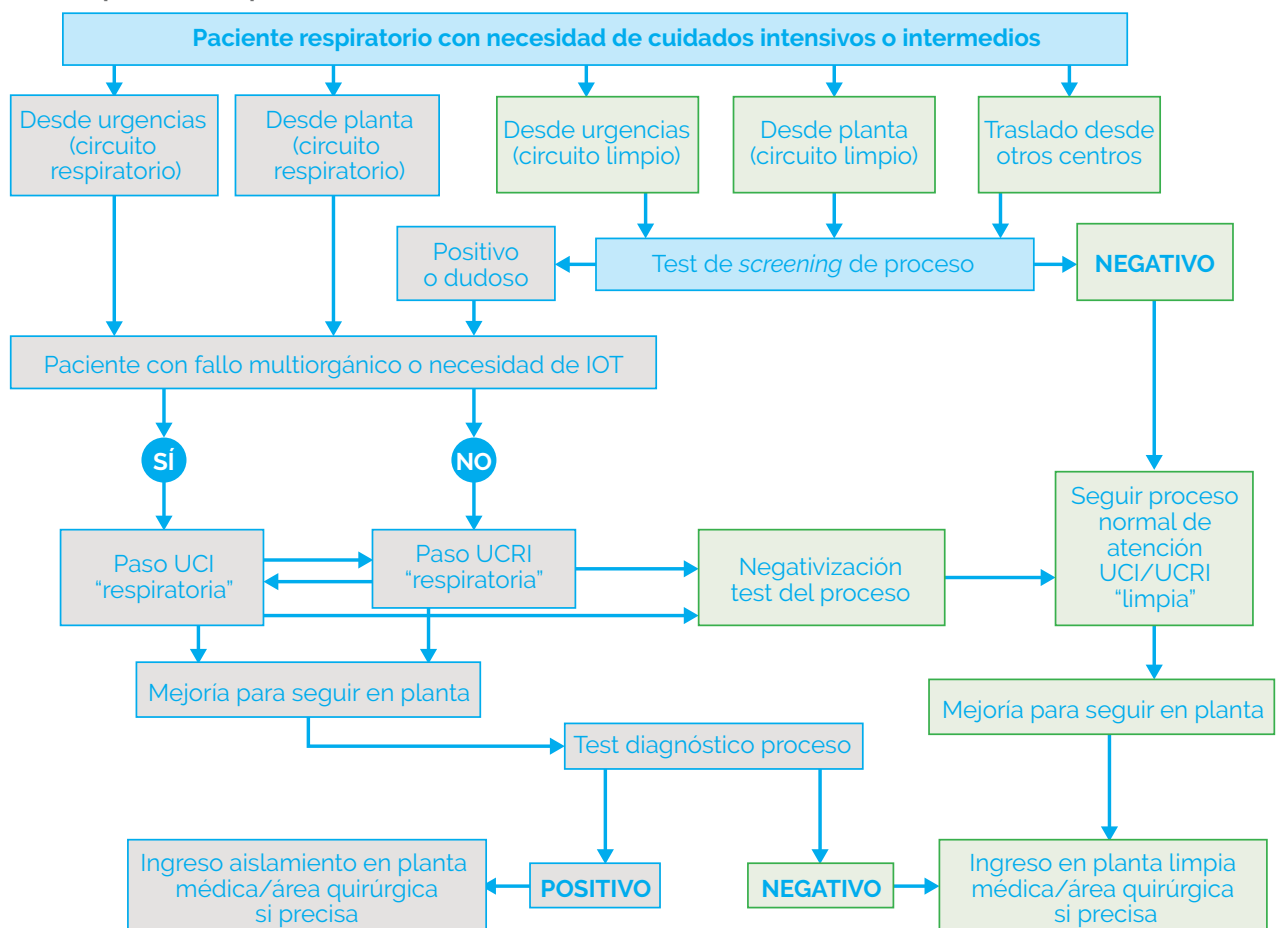 Paciente respiratorio con necesidad de cuidados intensivos o intermedios
Desde urgencias
(circuito
respiratorio)
Desde planta
(circuito
respiratorio)
Desde urgencias
(circuito limpio)
Desde planta
(circuito limpio)
Traslado desde
otros centros
Positivo
o dudoso
Test de screening de proceso
NEGATIVO
Paciente con fallo multiorgánico o necesidad de IOT
SÍ
NO
Paso UCI
“respiratoria”
Paso UCRI
“respiratoria”
Negativización
test del proceso
Seguir proceso
normal de
atención
UCI/UCRI
“limpia”
Mejoría para seguir en planta
Mejoría para seguir en planta
Test diagnóstico proceso
Ingreso aislamiento en planta
médica/área quirúrgica
si precisa
POSITIVO
NEGATIVO
Ingreso en planta limpia
médica/área quirúrgica
si precisa